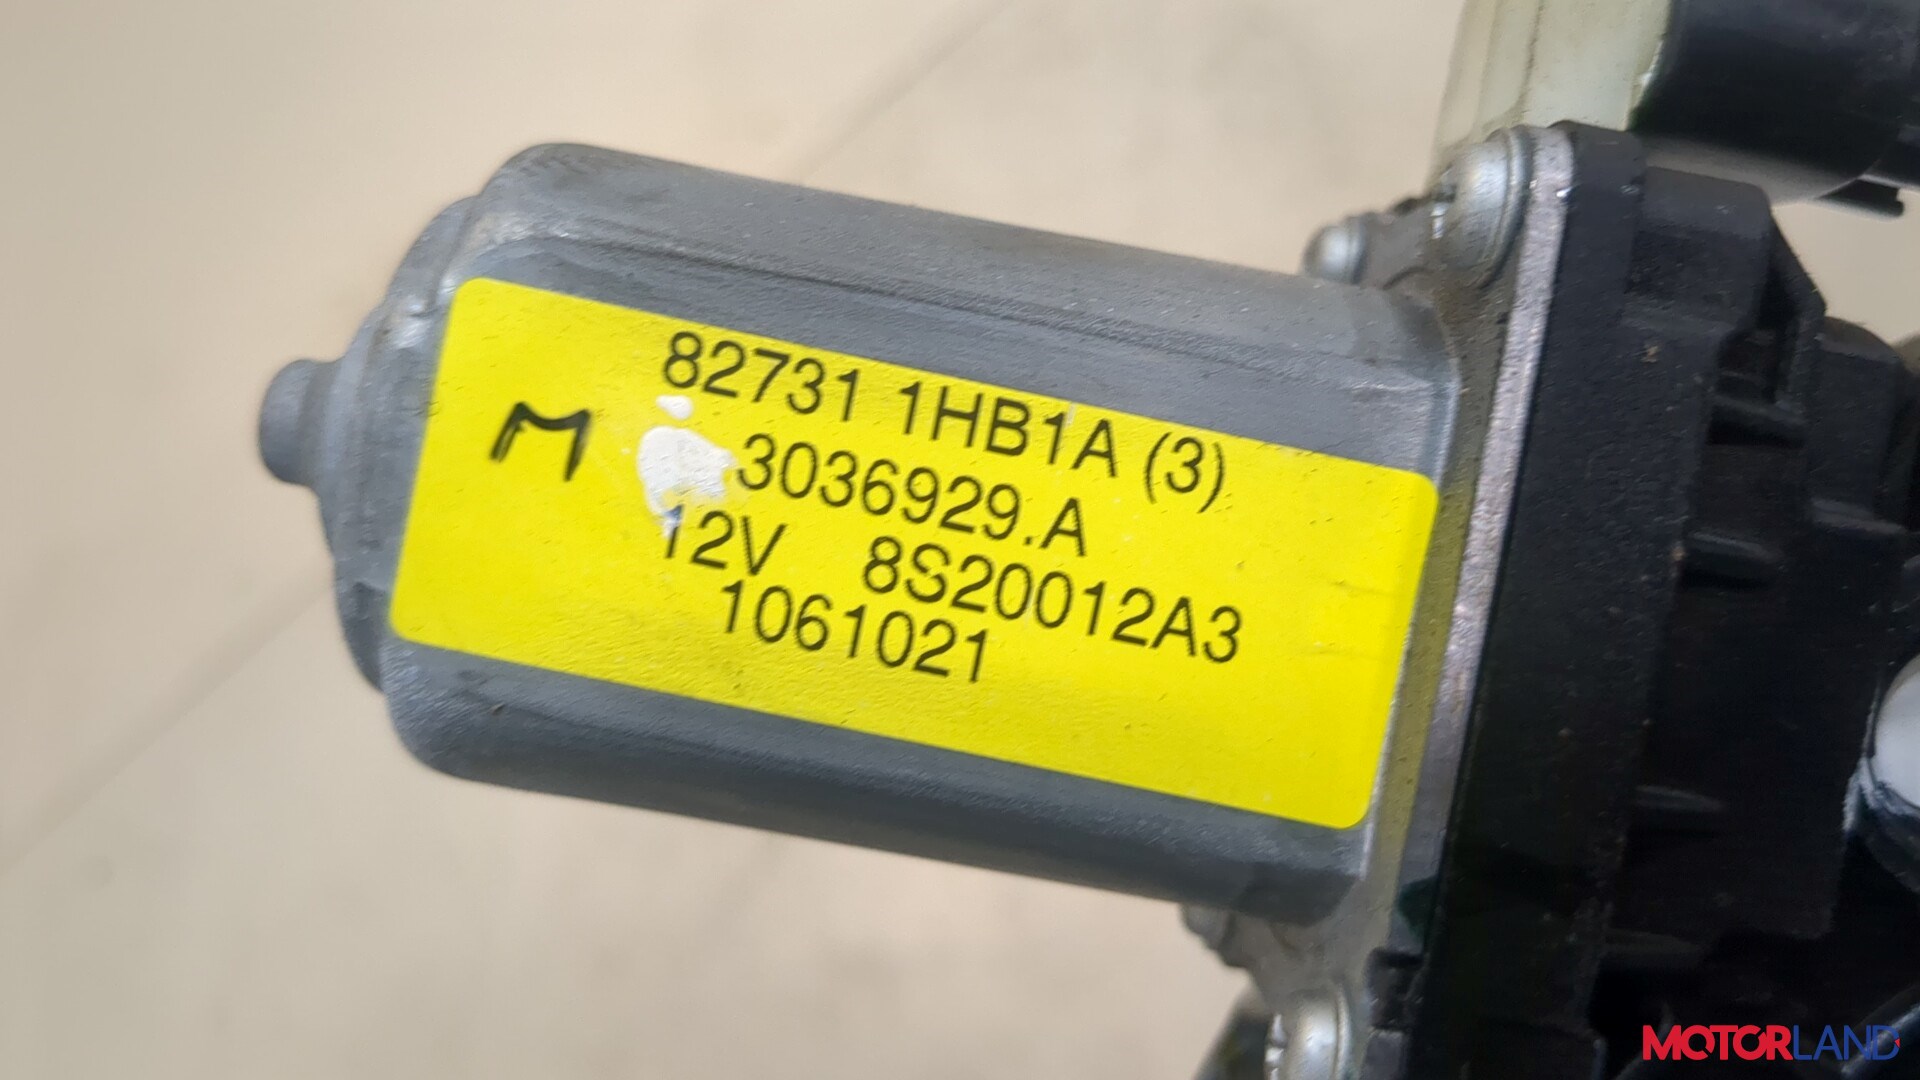 82731 1HB1A (3)
3036929.A
12V 8S20012A3
1061021
MOTORLAND